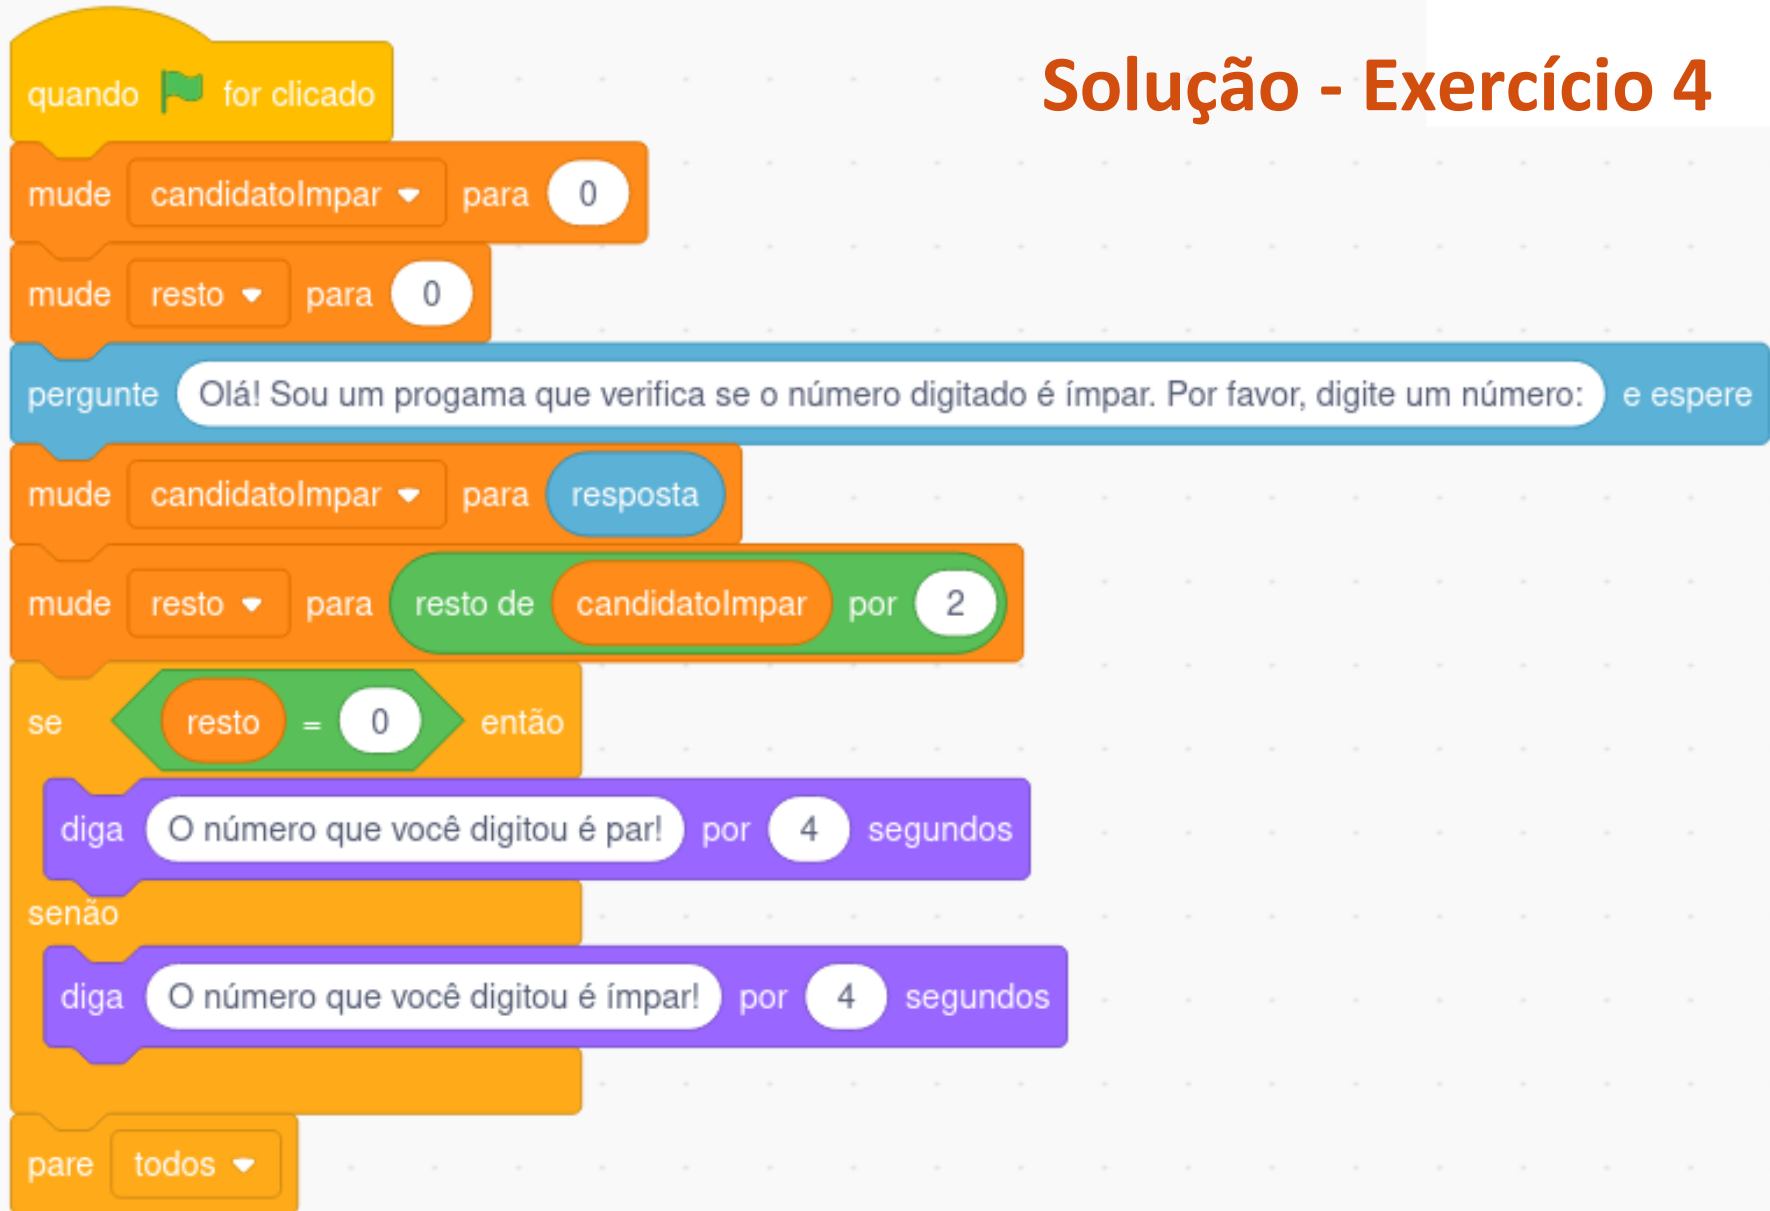 Solução - Exercício 4
quando for clicado
mude candidatoImpar para 0
mude resto para 0
pergunte Olá! Sou um progama que verifica se o número digitado é ímpar. Por favor, digite um número: e espere
mude candidatoImpar para resposta
mude resto para resto de candidatoImpar por 2
se resto = 0 então
diga O número que você digitou é par! por 4 segundos
senão
diga O número que você digitou é ímpar! por 4 segundos
pare todos